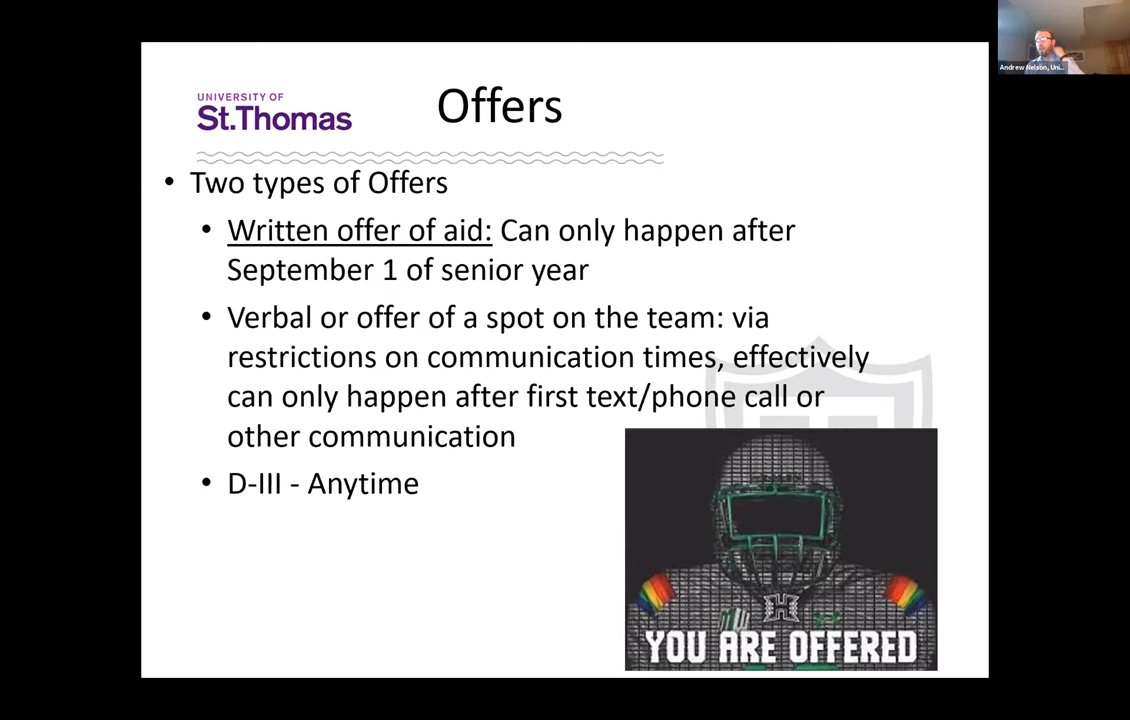 UNIVERSITY OF
St.Thomas
Offers
• Two types of Offers
• Written offer of aid: Can only happen after
September 1 of senior year
• Verbal or offer of a spot on the team: via
restrictions on communication times, effectively
can only happen after first text/phone call or
other communication
• D-III - Anytime
H
YOU ARE OFFERED
Andrew Nelson, Uni...